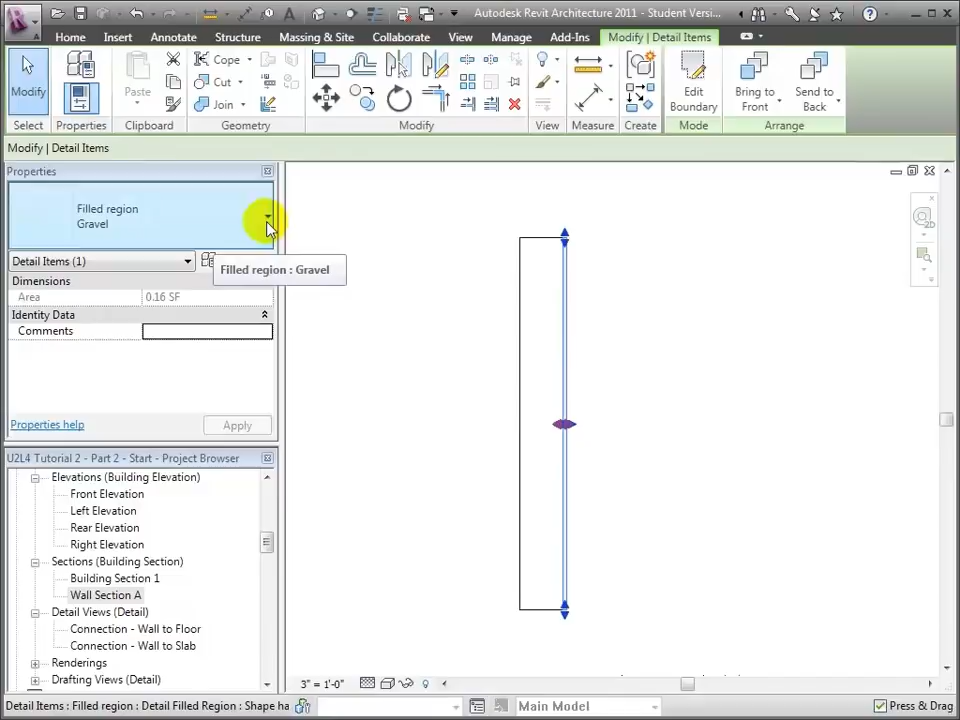 Autodesk Revit Architecture 2011 - Student Versi...
Home Insert Annotate Structure Massing & Site Collaborate View Manage Add-Ins Modify | Detail Items
Modify
Paste
Cope
Cut
Join
Edit Boundary
Bring to Front
Send to Back
Select Properties Clipboard Geometry Modify View Measure Create Mode Arrange
Modify | Detail Items
Properties
Filled region
Gravel
Detail Items (1)
Filled region : Gravel
Dimensions
Area 0.16 SF
Identity Data
Comments
Properties help Apply
U2L4 Tutorial 2 - Part 2 - Start - Project Browser
Elevations (Building Elevation)
Front Elevation
Left Elevation
Rear Elevation
Right Elevation
Sections (Building Section)
Building Section 1
Wall Section A
Detail Views (Detail)
Connection - Wall to Floor
Connection - Wall to Slab
Renderings
Drafting Views (Detail)
2D
3" = 1'-0"
Detail Items : Filled region : Detail Filled Region : Shape ha
Main Model
Press & Drag